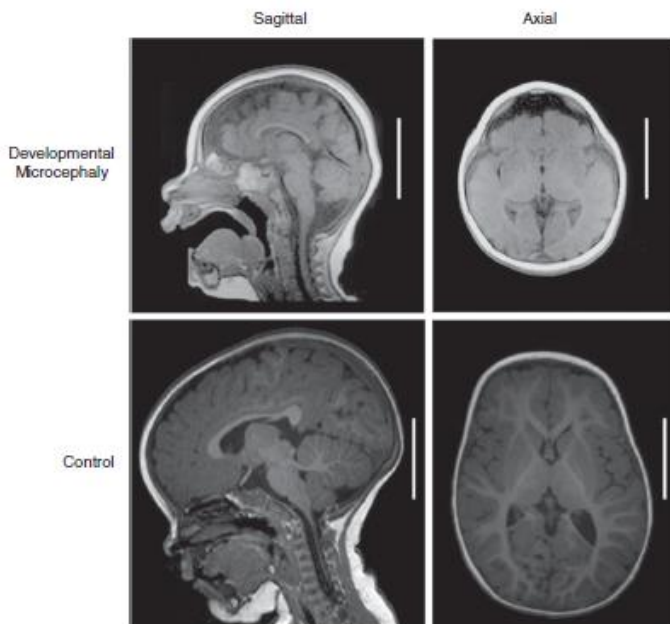 Sagittal
Axial
Developmental
Microcephaly
Control